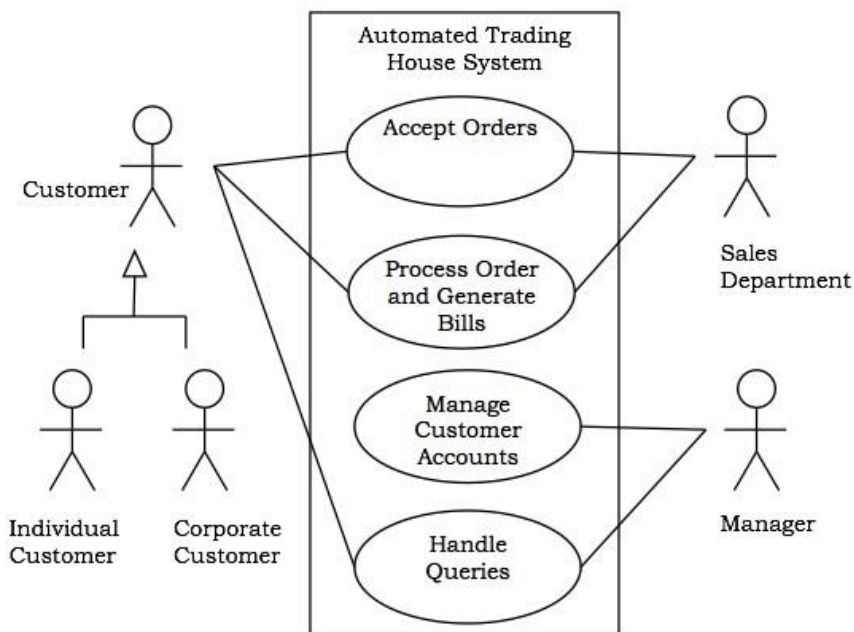 Automated Trading
House System
Accept Orders
Customer
Process Order
and Generate
Bills
Sales
Department
Manage
Customer
Accounts
Individual
Customer
Corporate
Customer
Handle
Queries
Manager